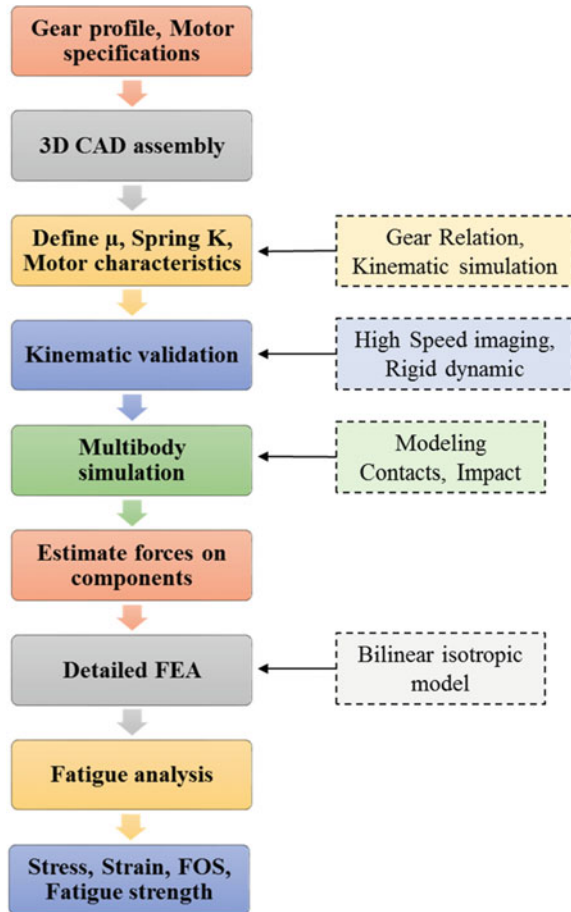 Gear profile, Motor
specifications
3D CAD assembly
Define μ, Spring K,
Motor characteristics
Gear Relation,
Kinematic simulation
Kinematic validation
High Speed imaging,
Rigid dynamic
Multibody
simulation
Modeling
Contacts, Impact
Estimate forces on
components
Detailed FEA
Bilinear isotropic
model
Fatigue analysis
Stress, Strain, FOS,
Fatigue strength